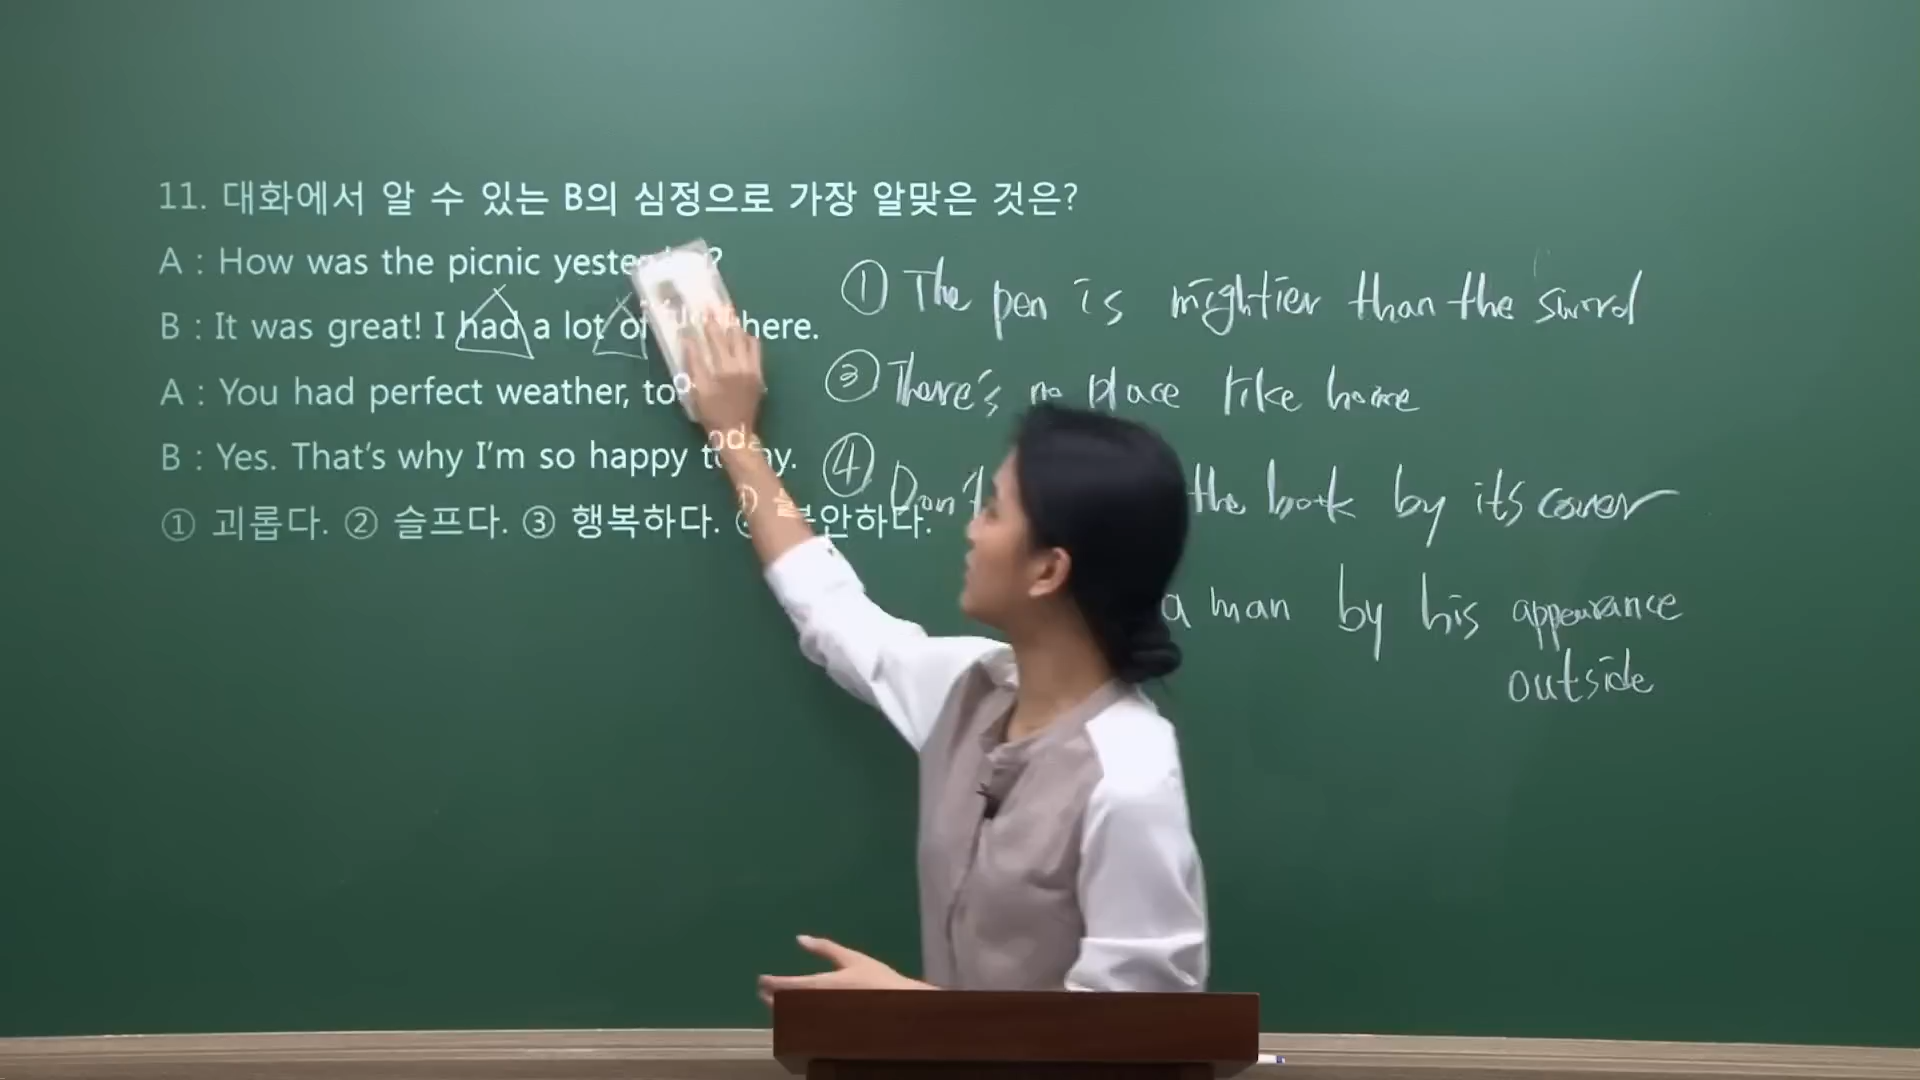 11. 대화에서 알 수 있는 B의 심정으로 가장 알맞은 것은?
A : How was the picnic ?
B : It was great! I had a lot of here.
A : You had perfect weather,
B : Yes. That's why I'm so happy today.
① 괴롭다. ② 슬프다. ③ 행복하다. ④ 불안하다.
① The pen is mightier than the sword
③ There's no place like home
④ Don't the book by its cover
a man by his appearance
outside